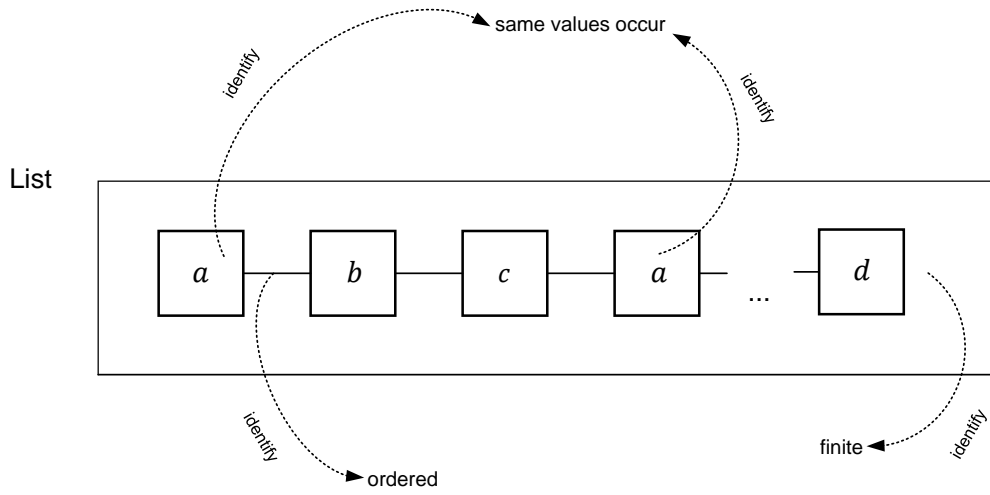 same values occur
identify
identify
List
a
b
c
a
...
d
identify
identify
finite
ordered